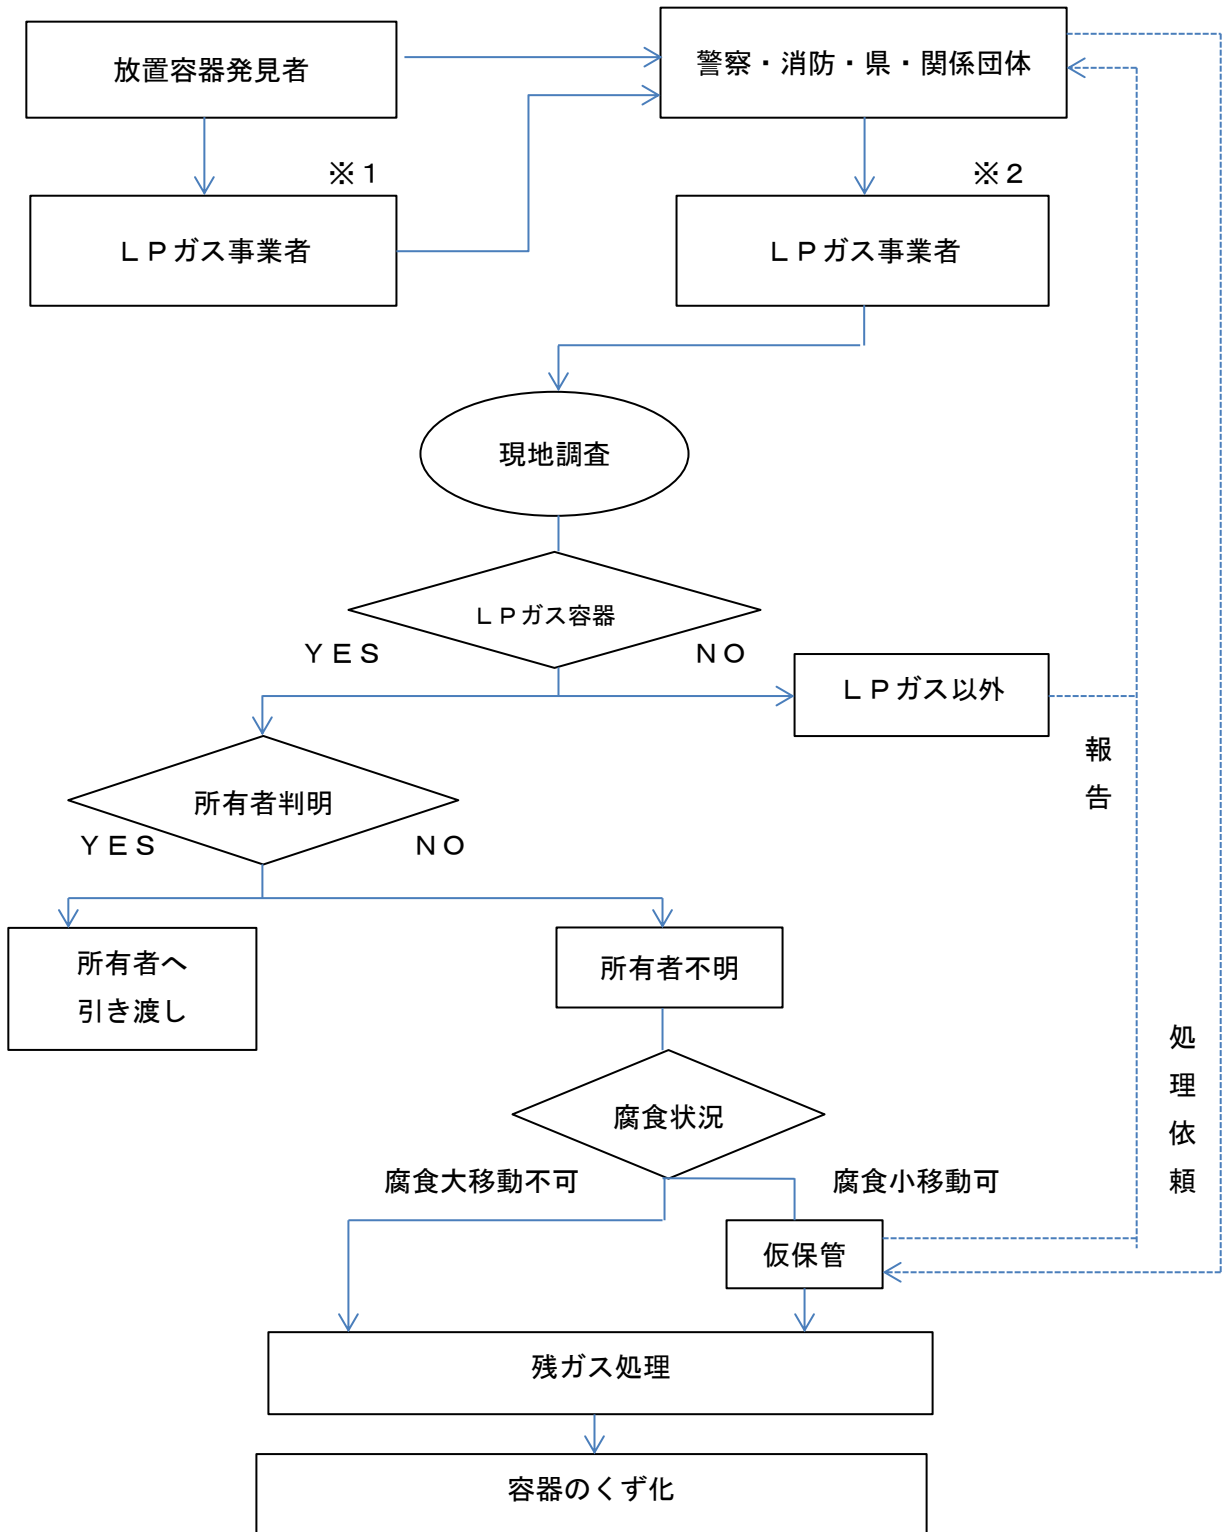 放置容器発見者
警察・消防・県・関係団体
※1
※2
LPガス事業者
LPガス事業者
現地調査
LPガス容器
YES
NO
LPガス以外
報告
所有者判明
YES
NO
所有者へ
引き渡し
所有者不明
処理依頼
腐食状況
腐食大移動不可
腐食小移動可
仮保管
残ガス処理
容器のくず化